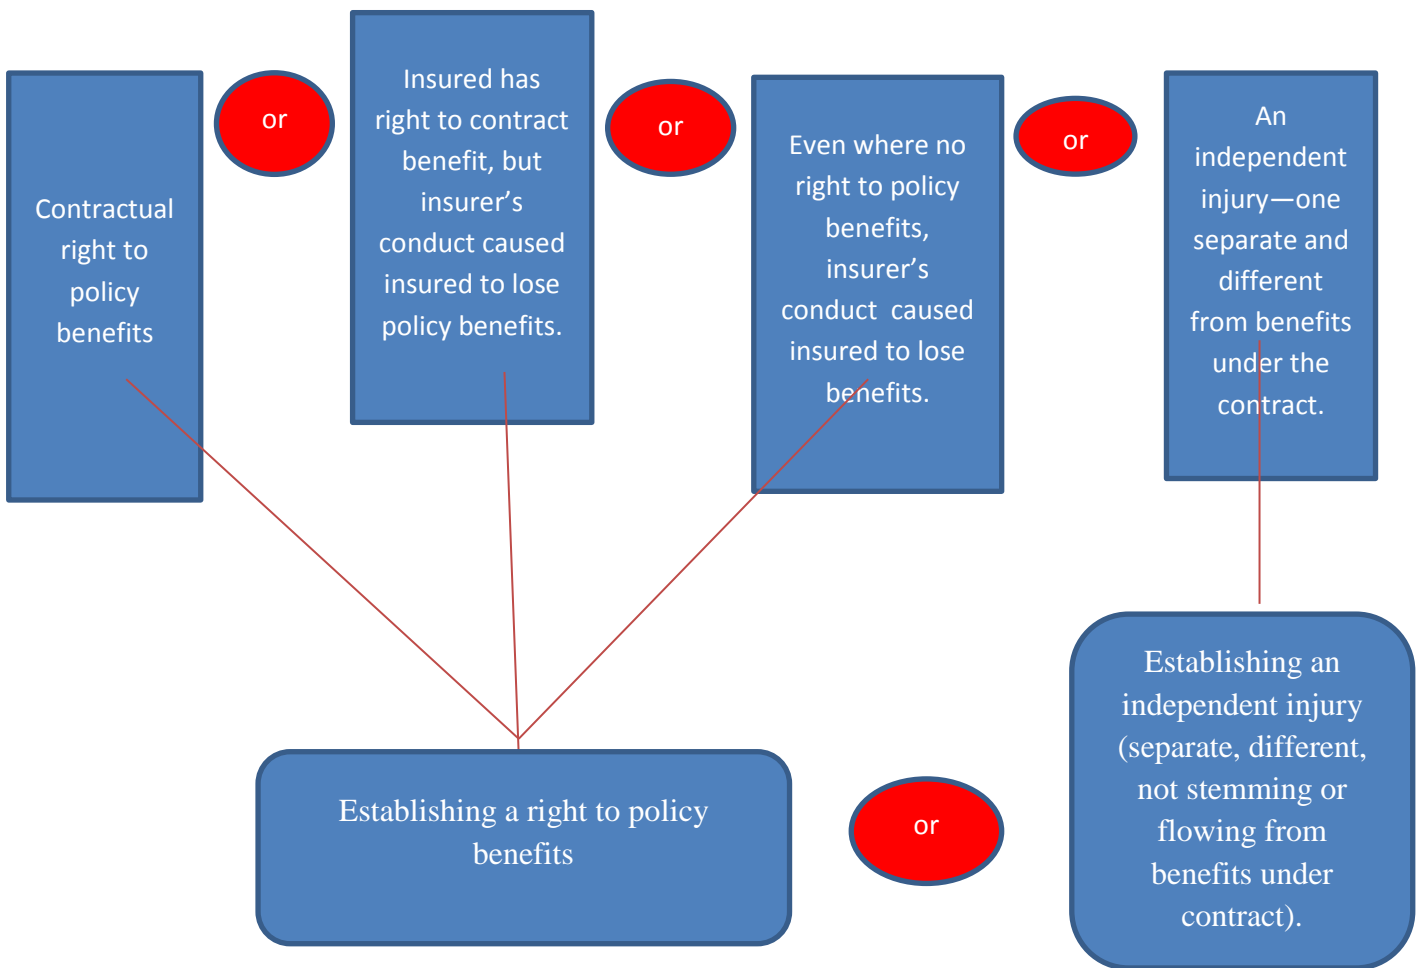 Contractual
right to
policy
benefits
or
Insured has
right to contract
benefit, but
insurer’s
conduct caused
insured to lose
policy benefits.
or
Even where no
right to policy
benefits,
insurer’s
conduct  caused
insured to lose
benefits.
or
An
independent
injury—one
separate and
different
from benefits
under the
contract.
Establishing a right to policy
benefits
or
Establishing an
independent injury
(separate, different,
not stemming or
flowing from
benefits under
contract).